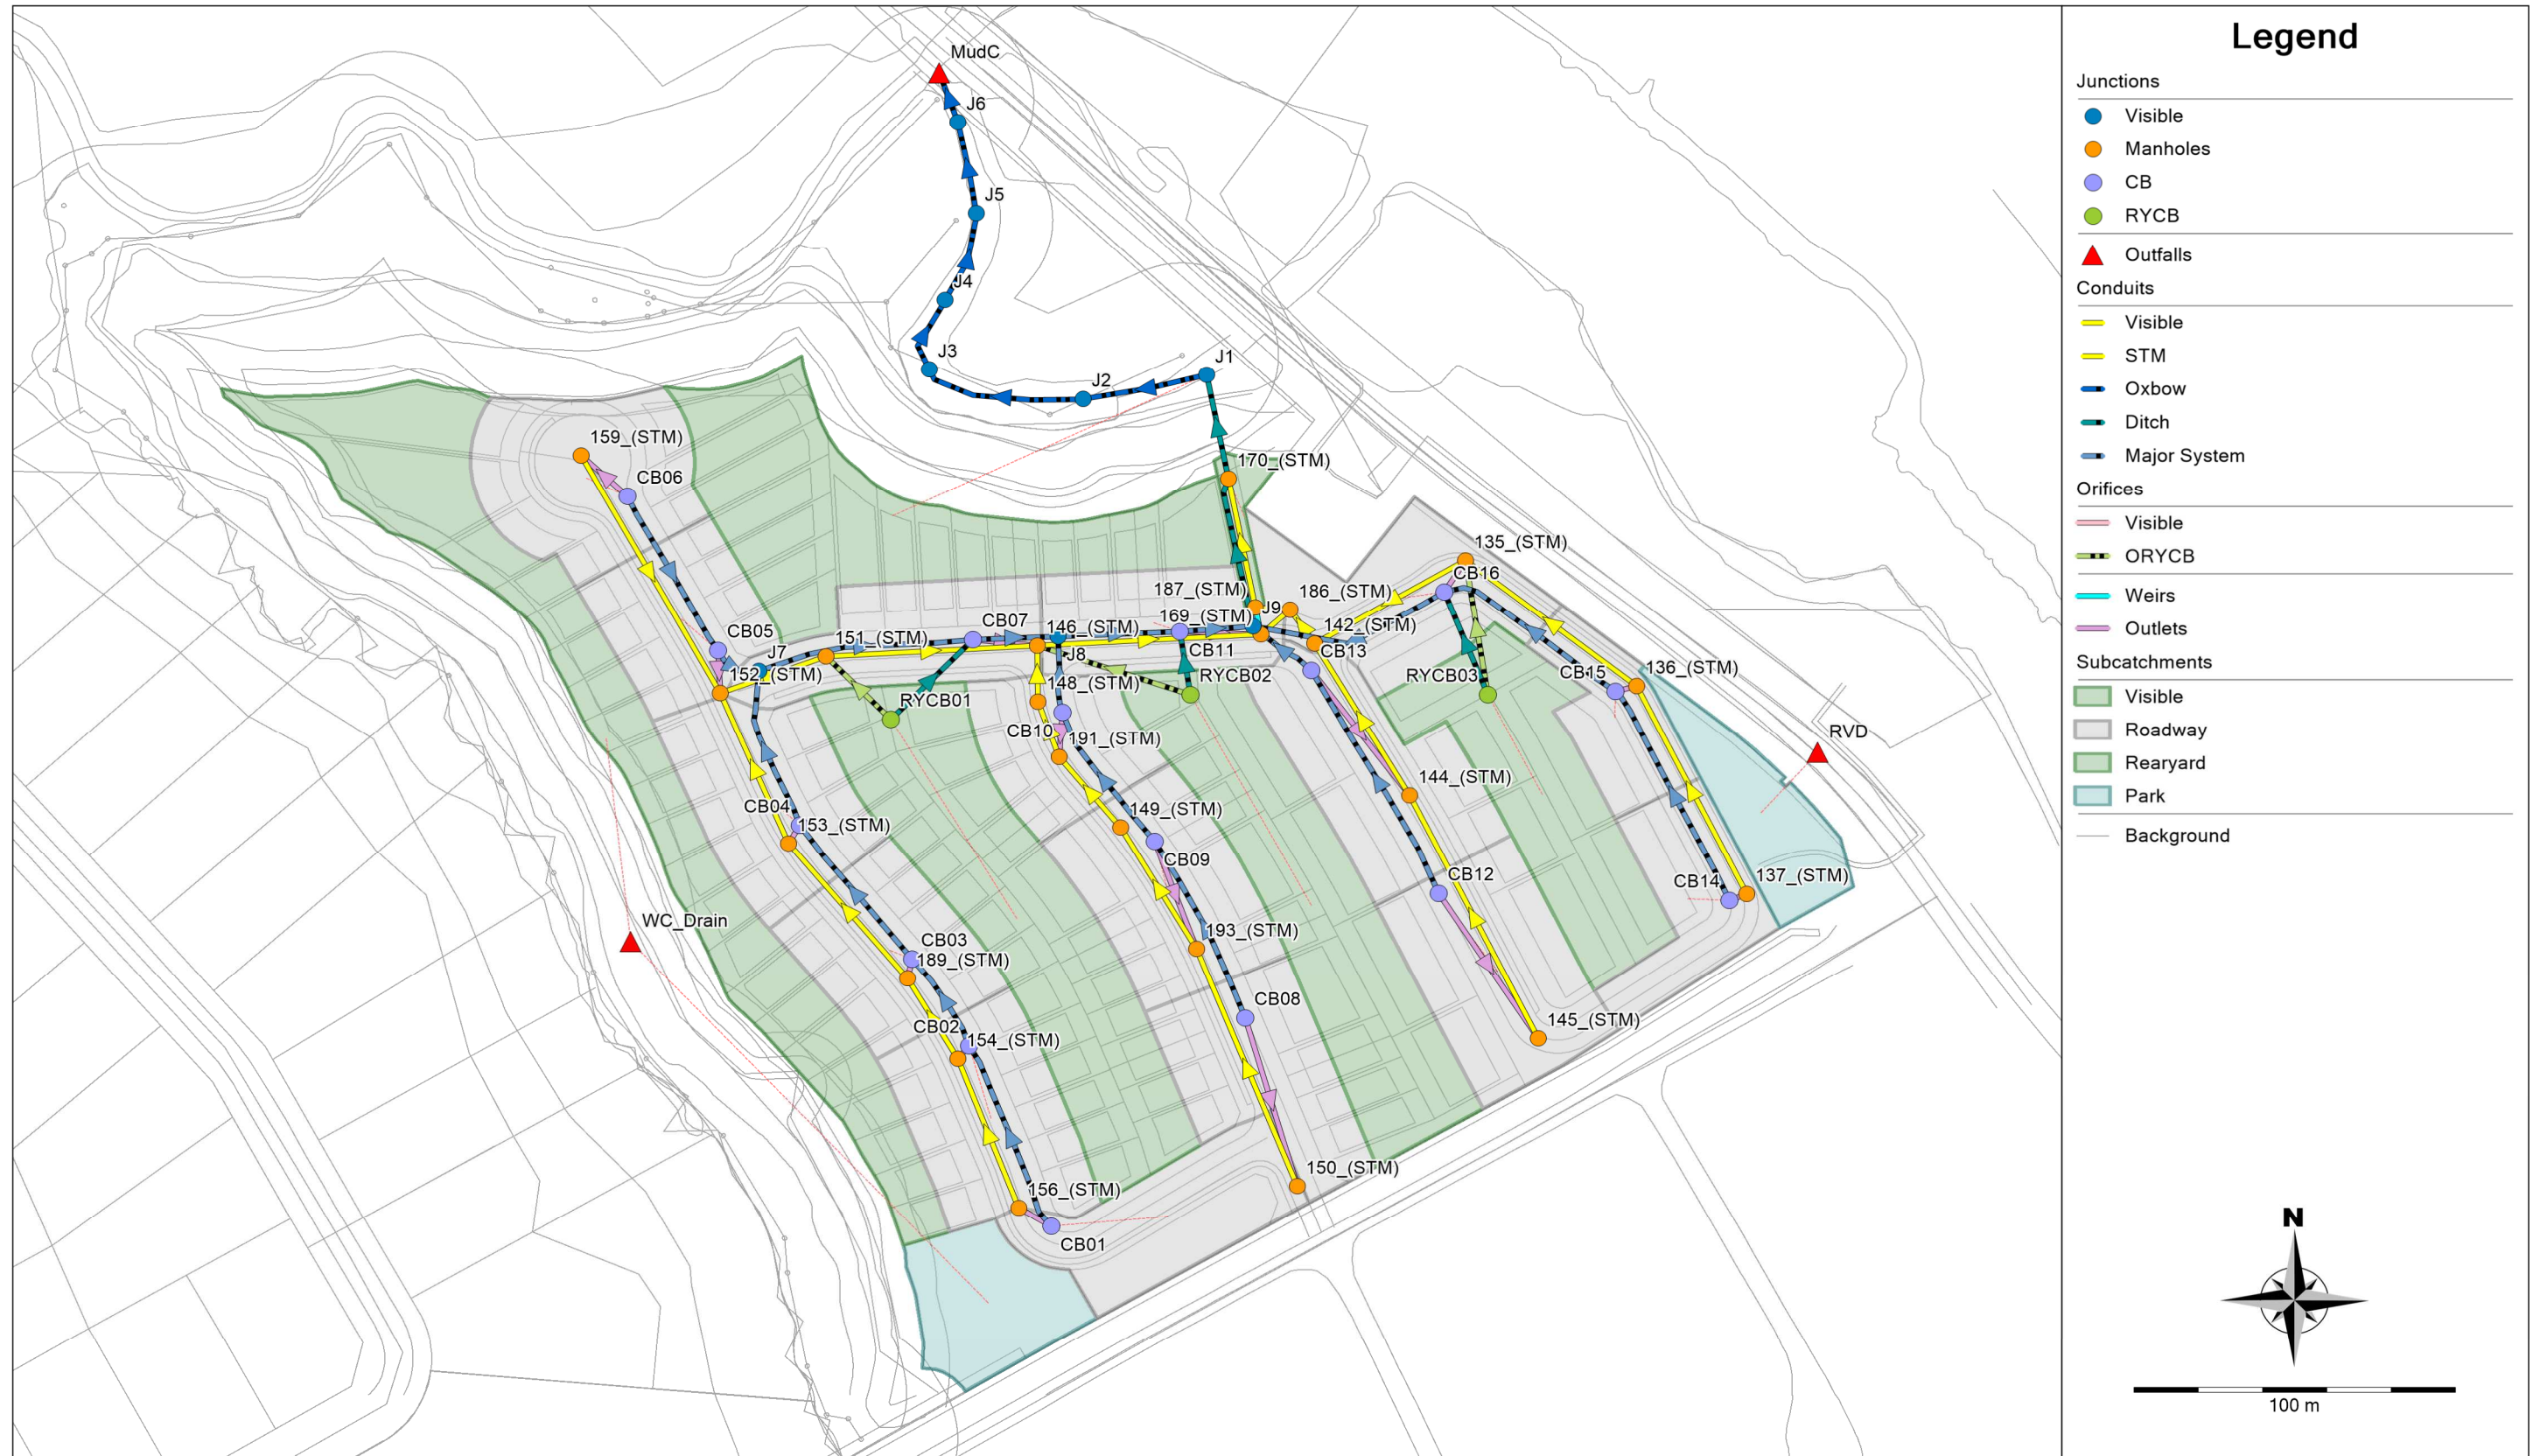 MudC
J6
J5
J4
J3
J2
J1
159_(STM)
CB06
170_(STM)
135_(STM)
CB16
187_(STM)
186_(STM)
J9
CB07
146_(STM)
169_(STM)
142_(STM)
151_(STM)
CB05
J7
J8
CB11
CB13
152_(STM)
148_(STM)
RYCB02
RYCB03
CB15
136_(STM)
RYCB01
CB10
191_(STM)
RVD
144_(STM)
CB04
153_(STM)
149_(STM)
CB09
CB12
CB14
137_(STM)
WC_Drain
193_(STM)
CB03
189_(STM)
CB08
CB02
154_(STM)
145_(STM)
150_(STM)
156_(STM)
CB01
Legend
Junctions
Visible
Manholes
CB
RYCB
Outfalls
Conduits
Visible
STM
Oxbow
Ditch
Major System
Orifices
Visible
ORYCB
Weirs
Outlets
Subcatchments
Visible
Roadway
Rearyard
Park
Background
N
100 m